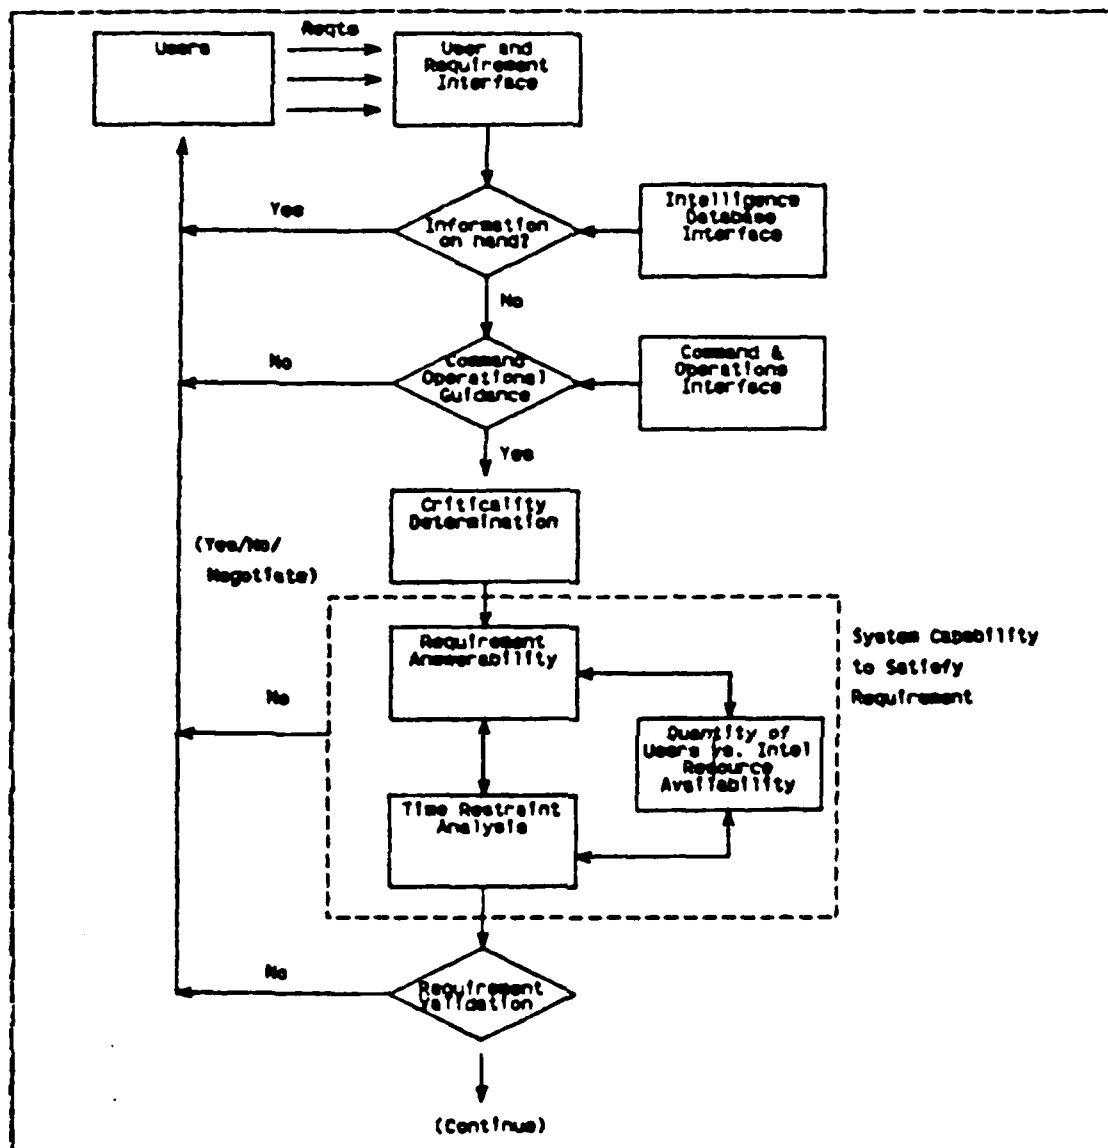 Users
Reqts
User and
Requirement
Interface
Yes
Information
on hand?
Intelligence
Database
Interface
No
No
Command
Operational
Guidance
Command &
Operations
Interface
Yes
Criticality
Determination
(Yes/No/
Negotiate)
Requirement
Answerability
System Capability
to Satisfy
Requirement
No
Quantity of
Users vs. Intel
Resource
Availability
Time Restraint
Analysis
No
Requirement
Validation
(Continue)